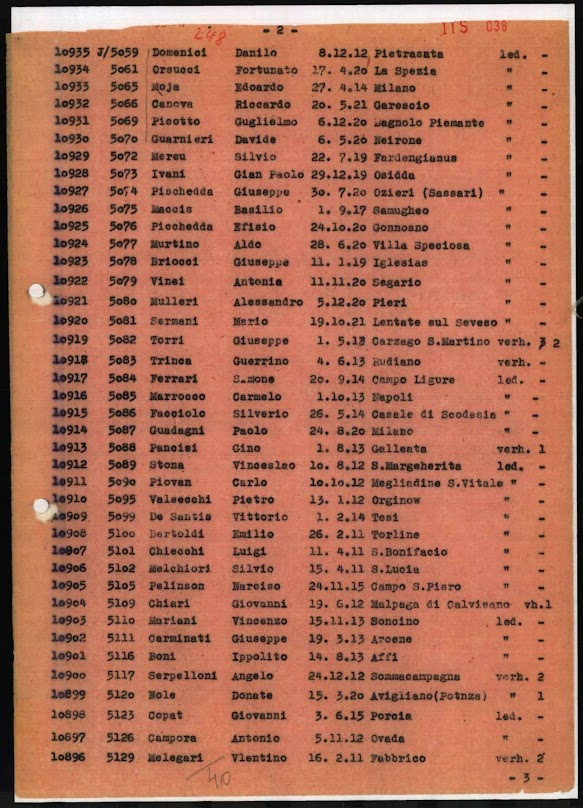 248 - 2 - ITS 038
10935 J/5059 Domenici Danilo 8.12.12 Pietrasata led. -
10934 5061 Orsucci Fortunato 17. 4.20 La Spezia " -
10933 5065 Moja Edoardo 27. 4.14 Milano " -
10932 5066 Canova Riccardo 20. 5.21 Garescio " -
10931 5069 Picotto Guglielmo 6.12.20 Bagnolo Piemante " -
10930 5070 Guarnieri Davide 6. 5.26 Neirone " -
10929 5072 Mereu Silvio 22. 7.19 Fardengianus " -
10928 5073 Ivani Gian Paolo 29.12.19 Osidda " -
10927 5074 Pischedda Giuseppe 30. 7.20 Ozieri (Sassari) " -
10926 5075 Maccis Basilio 1. 9.17 Samugheo " -
10925 5076 Picchedda Efisio 24.10.20 Gonnosno " -
10924 5077 Murtino Aldo 28. 6.20 Villa Speciosa " -
10923 5078 Briocci Giuseppe 11. 1.19 Iglesias " -
10922 5079 Vinei Antonia 11.11.20 Segario " -
10921 5080 Mulleri Alessandro 5.12.20 Pieri " -
10920 5081 Sermani Mario 19.10.21 Lentate sul Seveso " -
10919 5082 Torri Giuseppe 1. 5.13 Carzago S.Martino verh. 3 2
10918 5083 Trinca Guerrino 4. 6.13 Rudiano verh. -
10917 5084 Ferrari S.mone 20. 9.14 Campo Ligure led. -
10916 5085 Marrocco Carmelo 1.10.13 Napoli " -
10915 5086 Facciolo Silverio 26. 5.14 Casale di Scodasia " -
10914 5087 Guadagni Paolo 24. 8.20 Milano " -
10913 5088 Pancisi Gino 1. 8.13 Galleata verh. 1
10912 5089 Stona Vinceslao 10. 8.12 S.Margeherita led. -
10911 5090 Piovan Carlo 10.10.12 Megliadine S.Vitale " -
10910 5095 Valsecchi Pietro 13. 1.12 Orginow " -
10909 5099 De Santis Vittorio 1. 2.14 Tesi " -
10908 5100 Bertoldi Emilio 26. 2.11 Torline " -
10907 5101 Chiecchi Luigi 11. 4.11 S.Bonifacio " -
10906 5102 Melchiori Silvio 15. 4.11 S.Lucia " -
10905 5105 Pelinson Narciso 24.11.15 Campo S.Piero " -
10904 5109 Chiari Giovanni 19. 6.12 Malpaga di Calvisano vh.1
10903 5110 Mariani Vincenzo 15.11.13 Soncino led. -
10902 5111 Carminati Giuseppe 19. 3.13 Arcene " -
10901 5116 Boni Ippolito 14. 8.13 Affi " -
10900 5117 Serpelloni Angelo 24.12.12 Sommacampagna verh. 2
10899 5120 Nole Donate 15. 3.20 Avigliano(Potnza) " 1
10898 5123 Copat Giovanni 3. 6.15 Porcia led. -
10897 5126 Campora Antonio 5.11.12 Ovada " -
10896 5129 Melegari Vlentino 16. 2.11 Fabbrico verh. 2
40 - 3 -